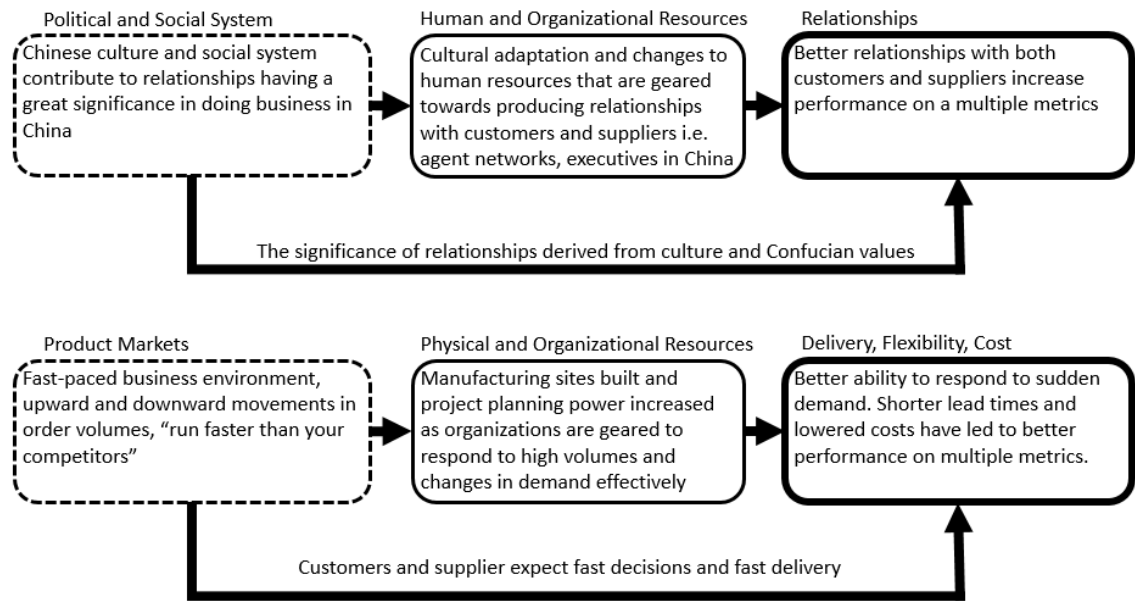 Political and Social System
Chinese culture and social system
contribute to relationships having a
great significance in doing business in
China
Human and Organizational Resources
Cultural adaptation and changes to
human resources that are geared
towards producing relationships
with customers and suppliers i.e.
agent networks, executives in China
Relationships
Better relationships with both
customers and suppliers increase
performance on a multiple metrics
The significance of relationships derived from culture and Confucian values
Product Markets
Fast-paced business environment,
upward and downward movements in
order volumes, “run faster than your
competitors”
Physical and Organizational Resources
Manufacturing sites built and
project planning power increased
as organizations are geared to
respond to high volumes and
changes in demand effectively
Delivery, Flexibility, Cost
Better ability to respond to sudden
demand. Shorter lead times and
lowered costs have led to better
performance on multiple metrics.
Customers and supplier expect fast decisions and fast delivery